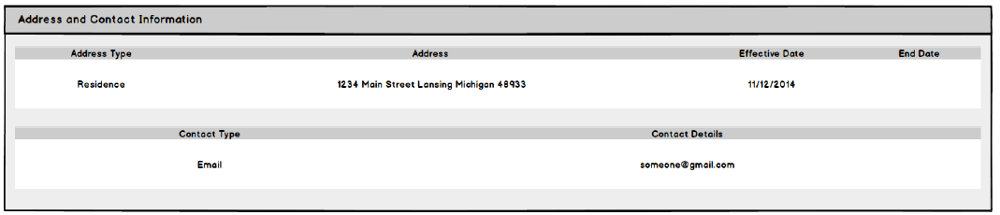 Address and Contact Information
Address Type Address Effective Date End Date
Residence 1234 Main Street Lansing Michigan 48933 11/12/2014
Contact Type Contact Details
Email someone@gmail.com